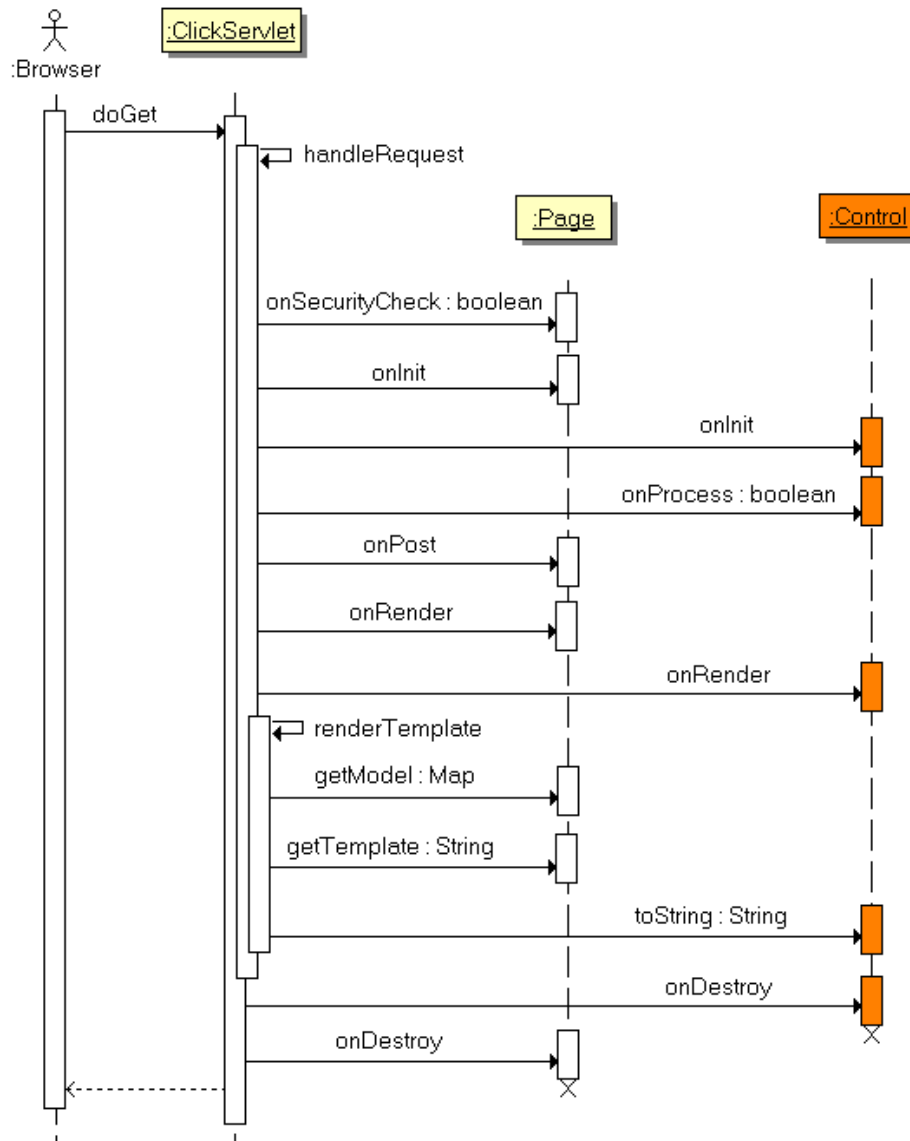 :ClickServlet
:Browser
doGet
handleRequest
:Page
:Control
onSecurityCheck : boolean
onInit
onInit
onProcess : boolean
onPost
onRender
onRender
renderTemplate
getModel : Map
getTemplate : String
toString : String
onDestroy
onDestroy